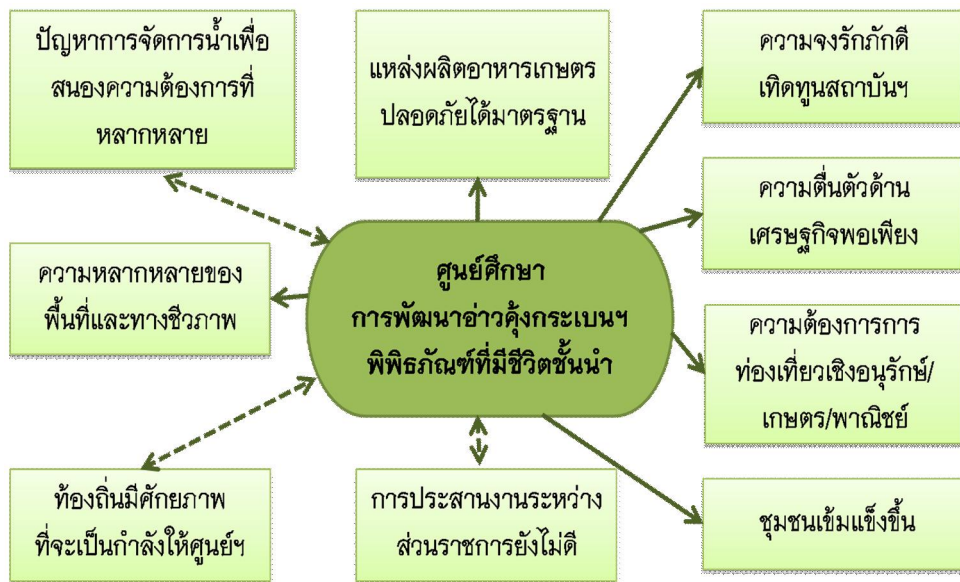 ปัญหาการจัดการน้ำเพื่อ
สนองความต้องการที่
หลากหลาย
แหล่งผลิตอาหารเกษตร
ปลอดภัยได้มาตรฐาน
ความจงรักภักดี
เทิดทูนสถาบันฯ
ความตื่นตัวด้าน
เศรษฐกิจพอเพียง
ความหลากหลายของ
พื้นที่และทางชีวภาพ
ศูนย์ศึกษา
การพัฒนาอ่าวคุ้งกระเบนฯ
พิพิธภัณฑ์ที่มีชีวิตชั้นนำ
ความต้องการการ
ท่องเที่ยวเชิงอนุรักษ์/
เกษตร/พาณิชย์
ท้องถิ่นมีศักยภาพ
ที่จะเป็นกำลังให้ศูนย์ฯ
การประสานงานระหว่าง
ส่วนราชการยังไม่ดี
ชุมชนเข้มแข็งขึ้น